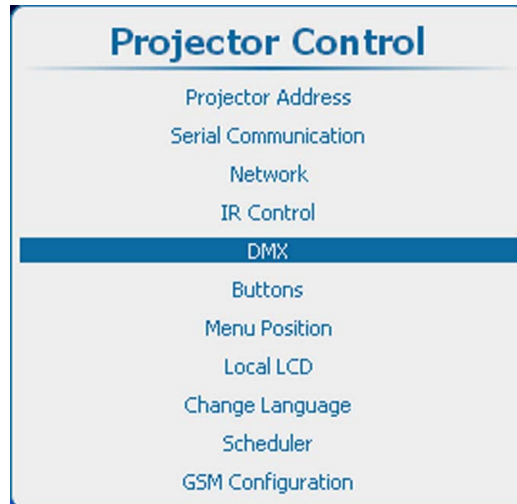 Projector Control
Projector Address
Serial Communication
Network
IR Control
DMX
Buttons
Menu Position
Local LCD
Change Language
Scheduler
GSM Configuration